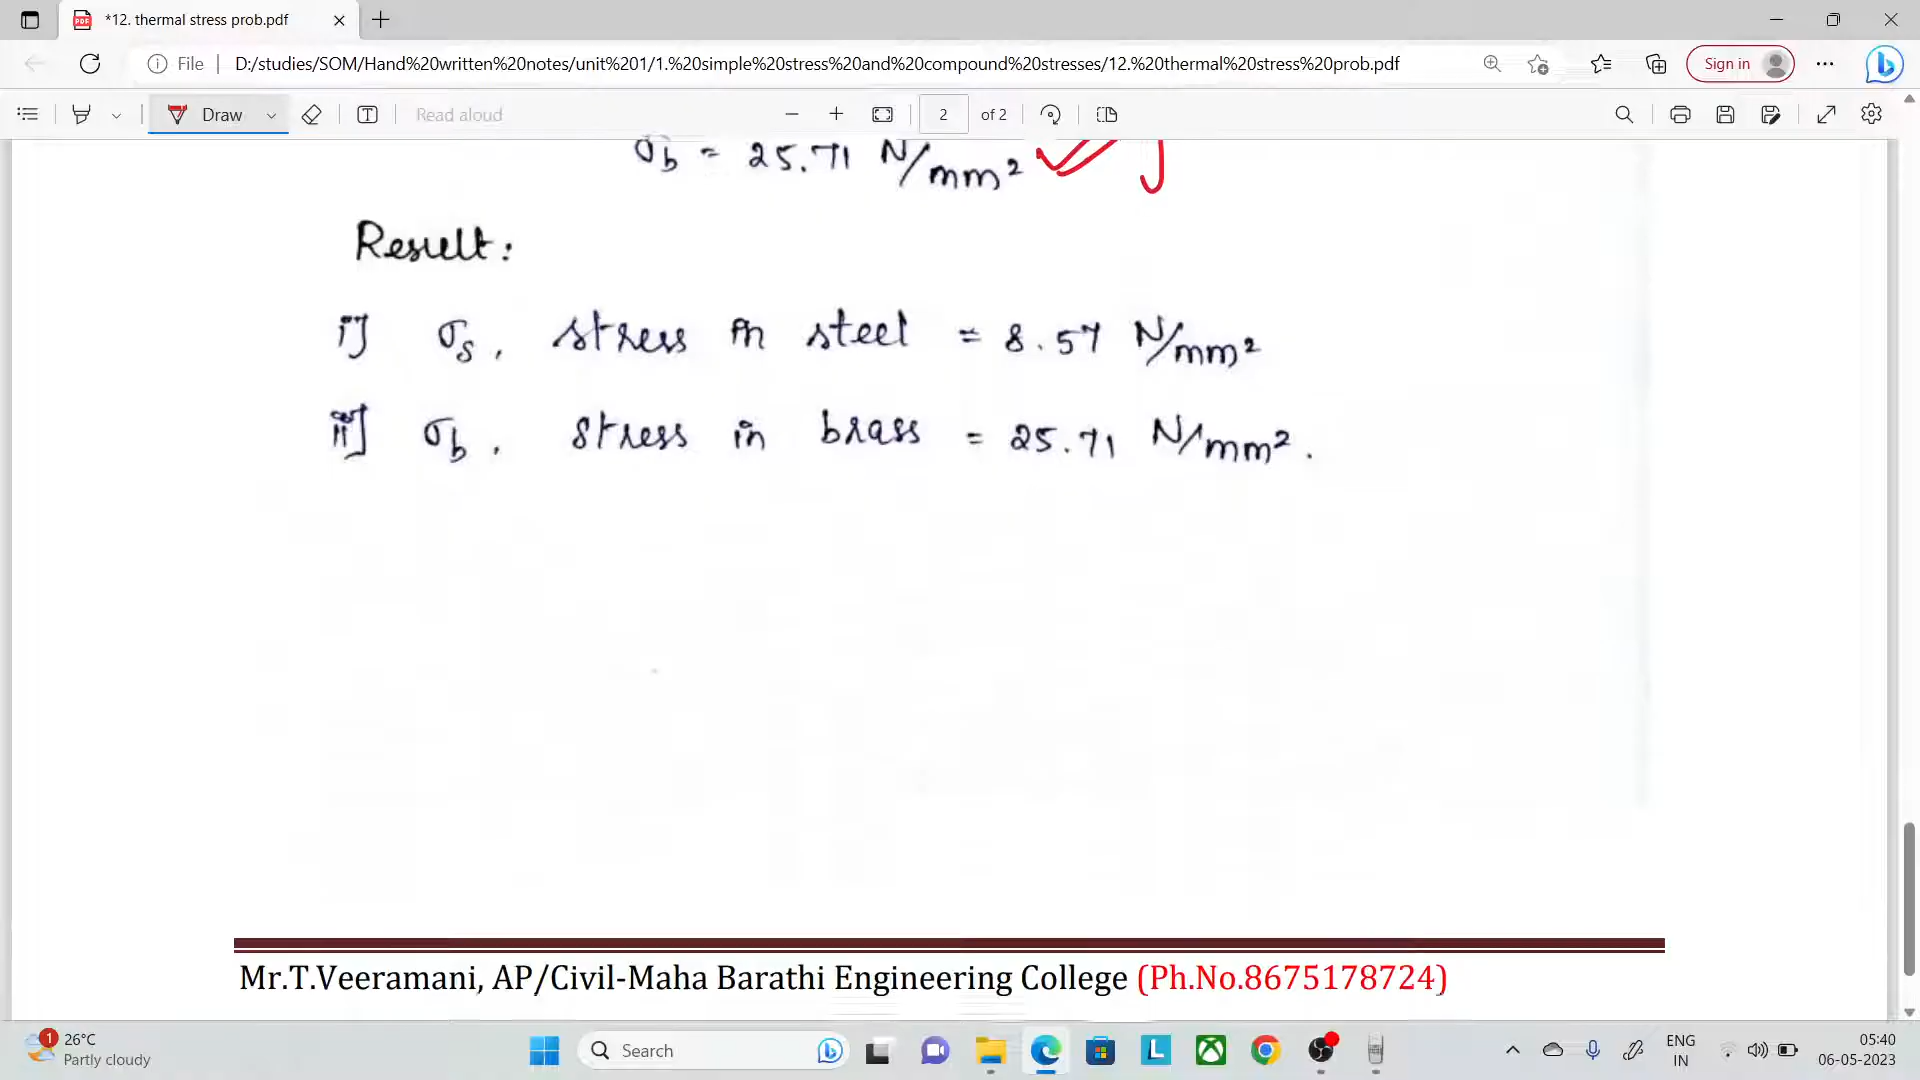 *12. thermal stress prob.pdf
File
D:/studies/SOM/Hand%20written%20notes/unit%201/1.%20simple%20stress%20and%20compound%20stresses/12.%20thermal%20stress%20prob.pdf
Sign in
Draw
Read aloud
2 of 2
σb = 25.71 N/mm²
Result:
i] σs, stress in steel = 8.57 N/mm²
ii] σb, stress in brass = 25.71 N/mm².
Mr.T.Veeramani, AP/Civil-Maha Barathi Engineering College (Ph.No.8675178724)
1
26°C
Partly cloudy
Search
ENG
IN
05:40
06-05-2023